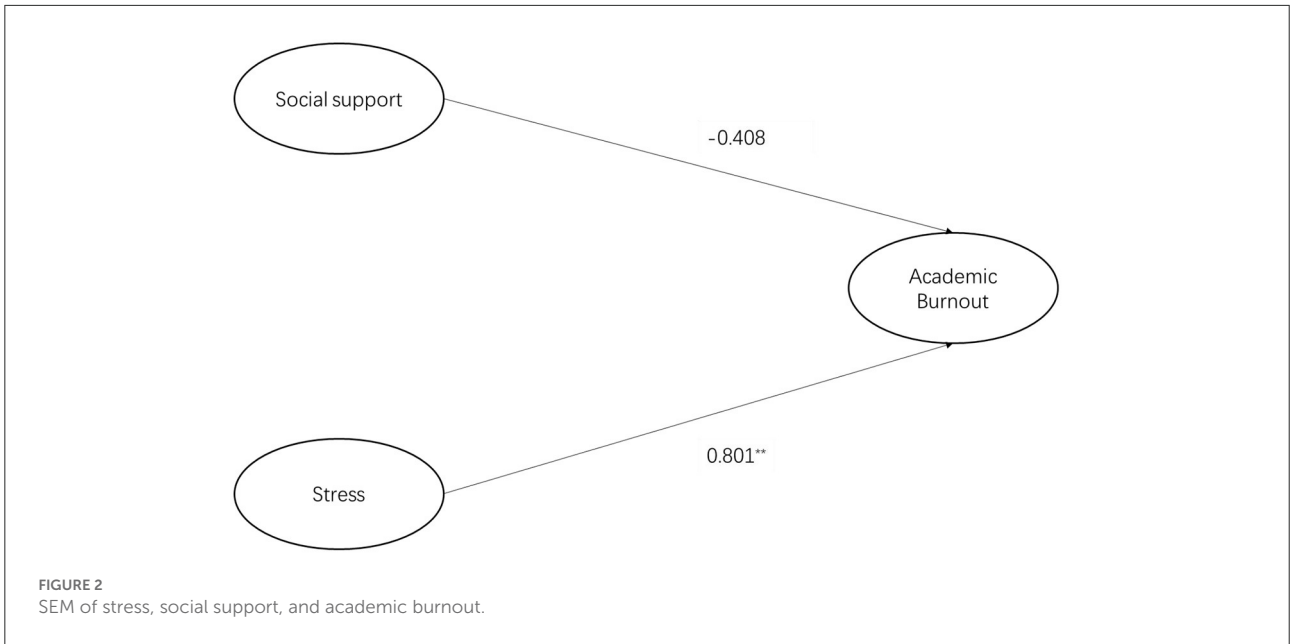 Social support
-0.408
Academic
Burnout
0.801**
Stress
FIGURE 2
SEM of stress, social support, and academic burnout.